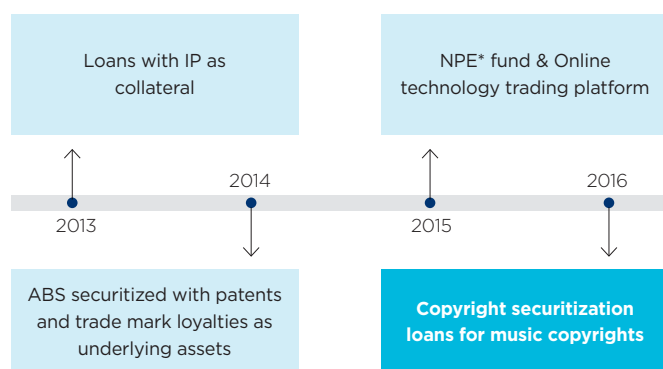 Loans with IP as
collateral
NPE* fund & Online
technology trading platform
2014
2016
2013
2015
ABS securitized with patents
and trade mark loyalties as
underlying assets
Copyright securitization
loans for music copyrights